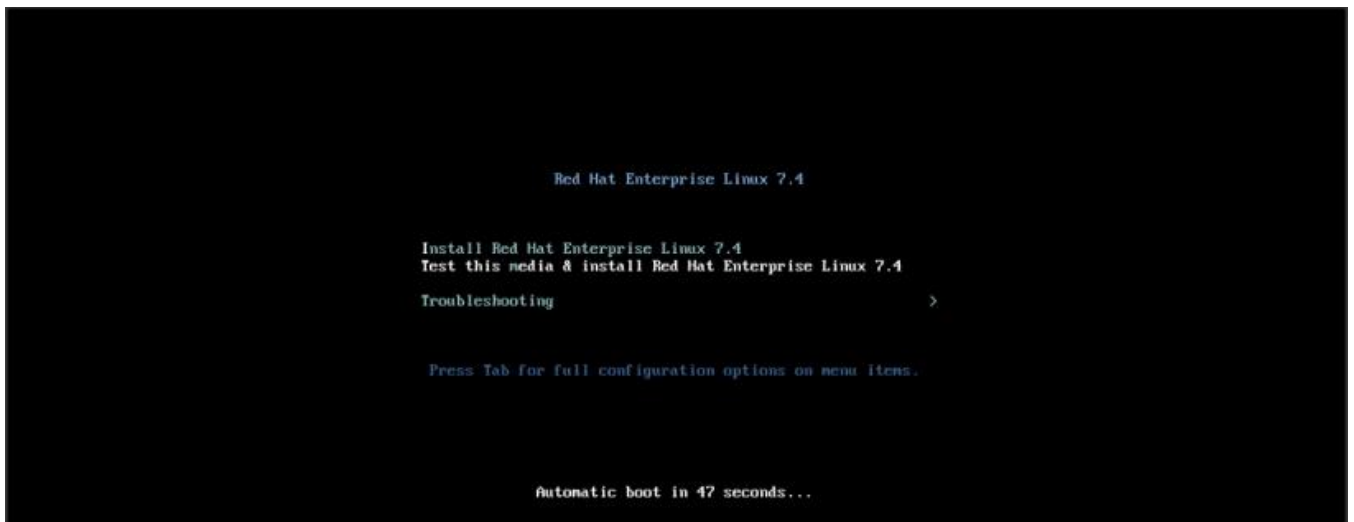 Red Hat Enterprise Linux 7.4
Install Red Hat Enterprise Linux 7.4
Test this media & install Red Hat Enterprise Linux 7.4
Troubleshooting >
Press Tab for full configuration options on menu items.
Automatic boot in 47 seconds...